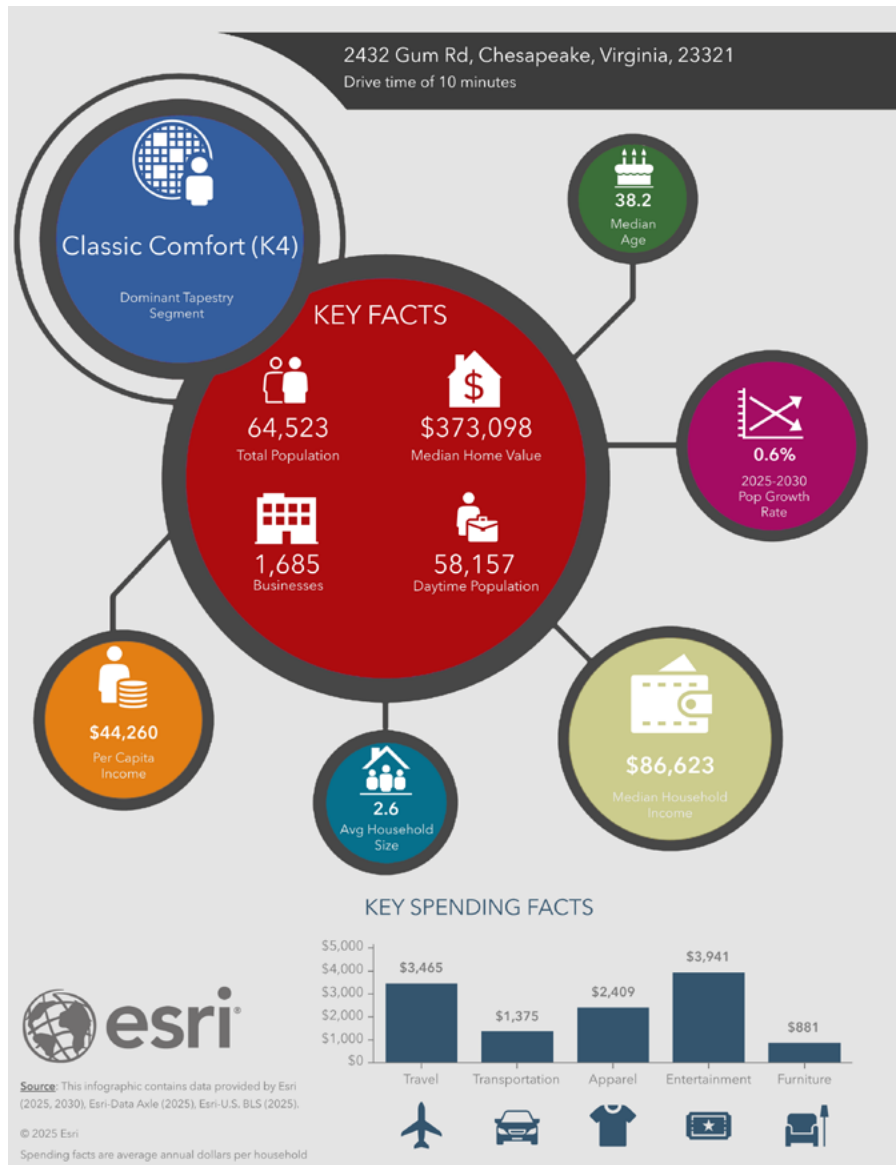 2432 Gum Rd, Chesapeake, Virginia, 23321
Drive time of 10 minutes
Classic Comfort (K4)
Dominant Tapestry
Segment
38.2
Median
Age
KEY FACTS
64,523
Total Population
$
$373,098
Median Home Value
1,685
Businesses
58,157
Daytime Population
0.6%
2025-2030
Pop Growth
Rate
$44,260
Per Capita
Income
2.6
Avg Household
Size
$86,623
Median Household
Income
KEY SPENDING FACTS
$5,000
$4,000
$3,000
$2,000
$1,000
$0
$3,465
$1,375
$2,409
$3,941
$881
Travel
Transportation
Apparel
Entertainment
Furniture
esri®
Source: This infographic contains data provided by Esri
(2025, 2030), Esri-Data Axle (2025), Esri-U.S. BLS (2025).
© 2025 Esri
Spending facts are average annual dollars per household